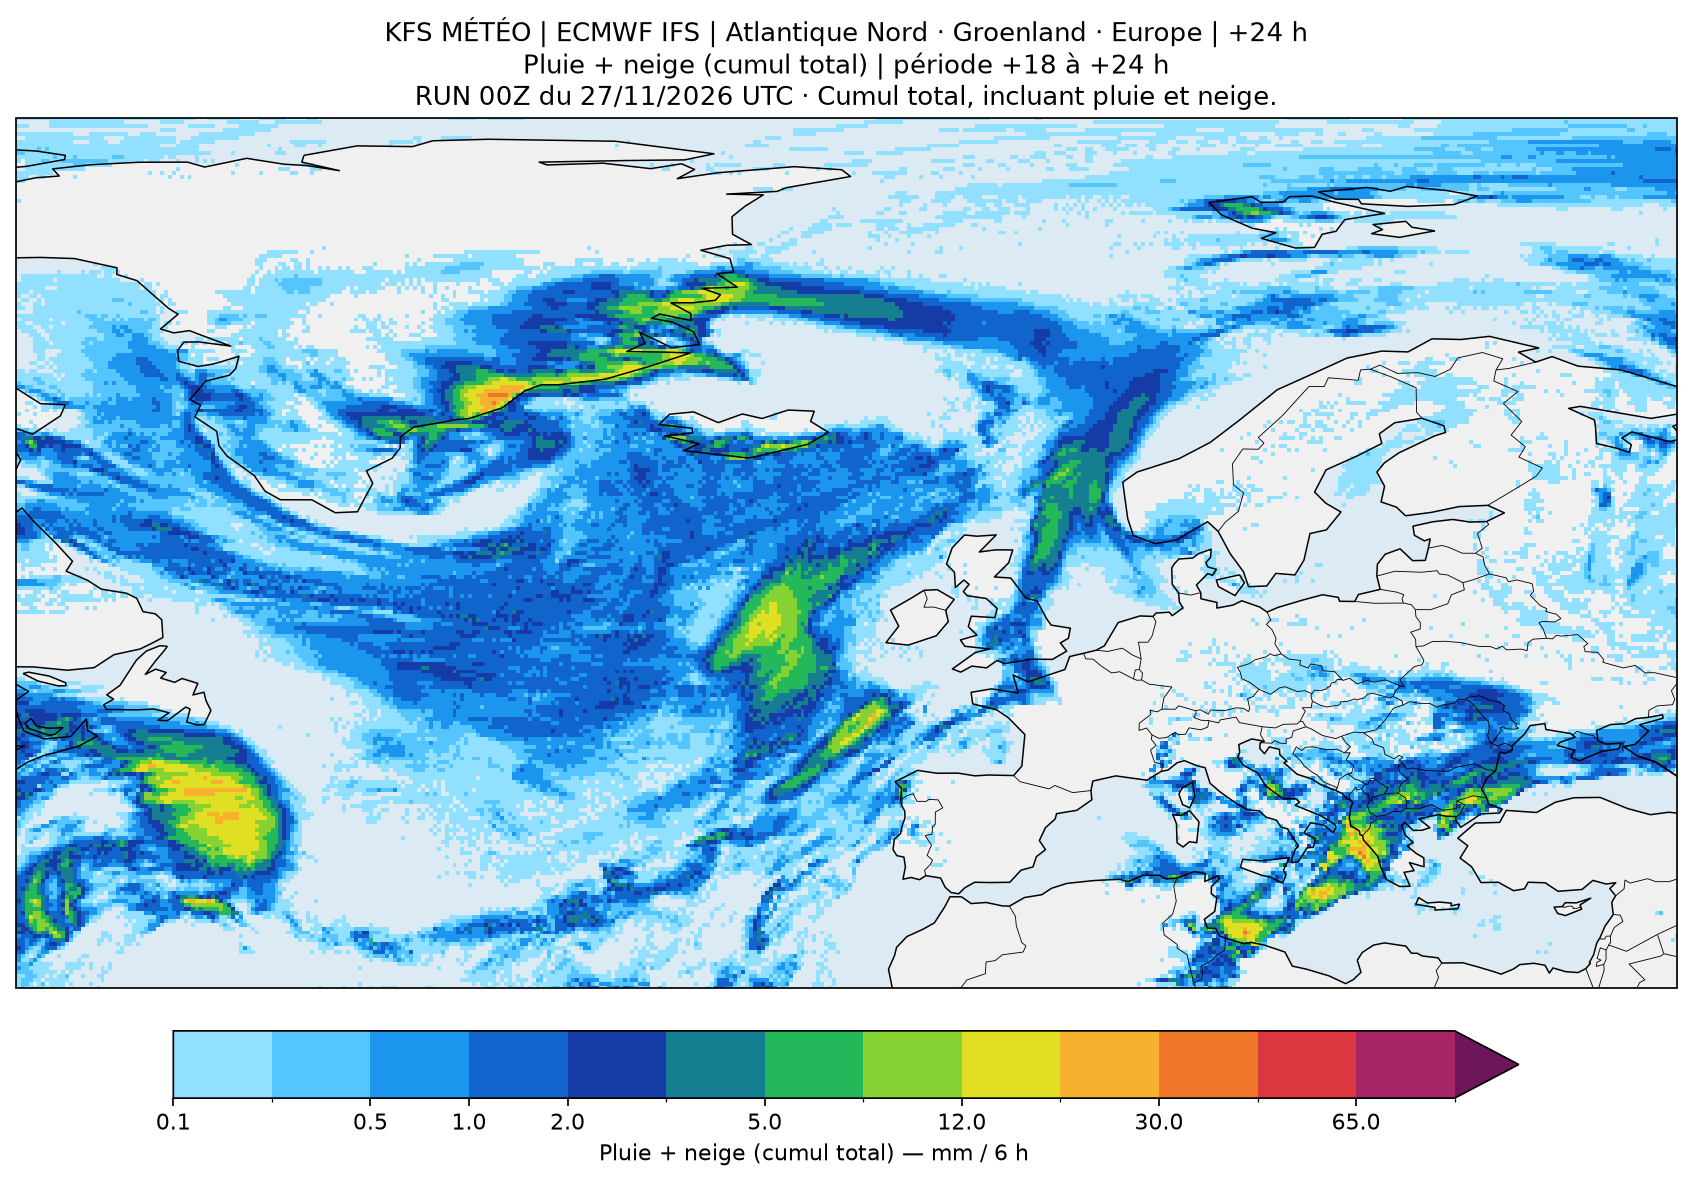 KFS MÉTÉO | ECMWF IFS | Atlantique Nord · Groenland · Europe | +24 h
Pluie + neige (cumul total) | période +18 à +24 h
RUN 00Z du 27/11/2026 UTC · Cumul total, incluant pluie et neige.
0.1 0.5 1.0 2.0 5.0 12.0 30.0 65.0
Pluie + neige (cumul total) — mm / 6 h